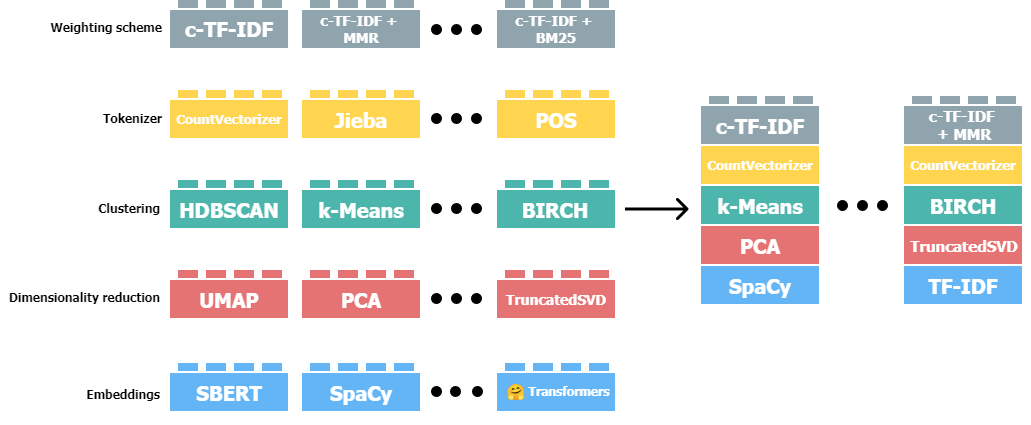 Weighting scheme
c-TF-IDF
c-TF-IDF +
MMR
c-TF-IDF +
BM25
Tokenizer
CountVectorizer
Jieba
POS
Clustering
HDBSCAN
k-Means
BIRCH
Dimensionality reduction
UMAP
PCA
TruncatedSVD
Embeddings
SBERT
SpaCy
🤗 Transformers
c-TF-IDF
CountVectorizer
k-Means
PCA
SpaCy
c-TF-IDF
+ MMR
CountVectorizer
BIRCH
TruncatedSVD
TF-IDF